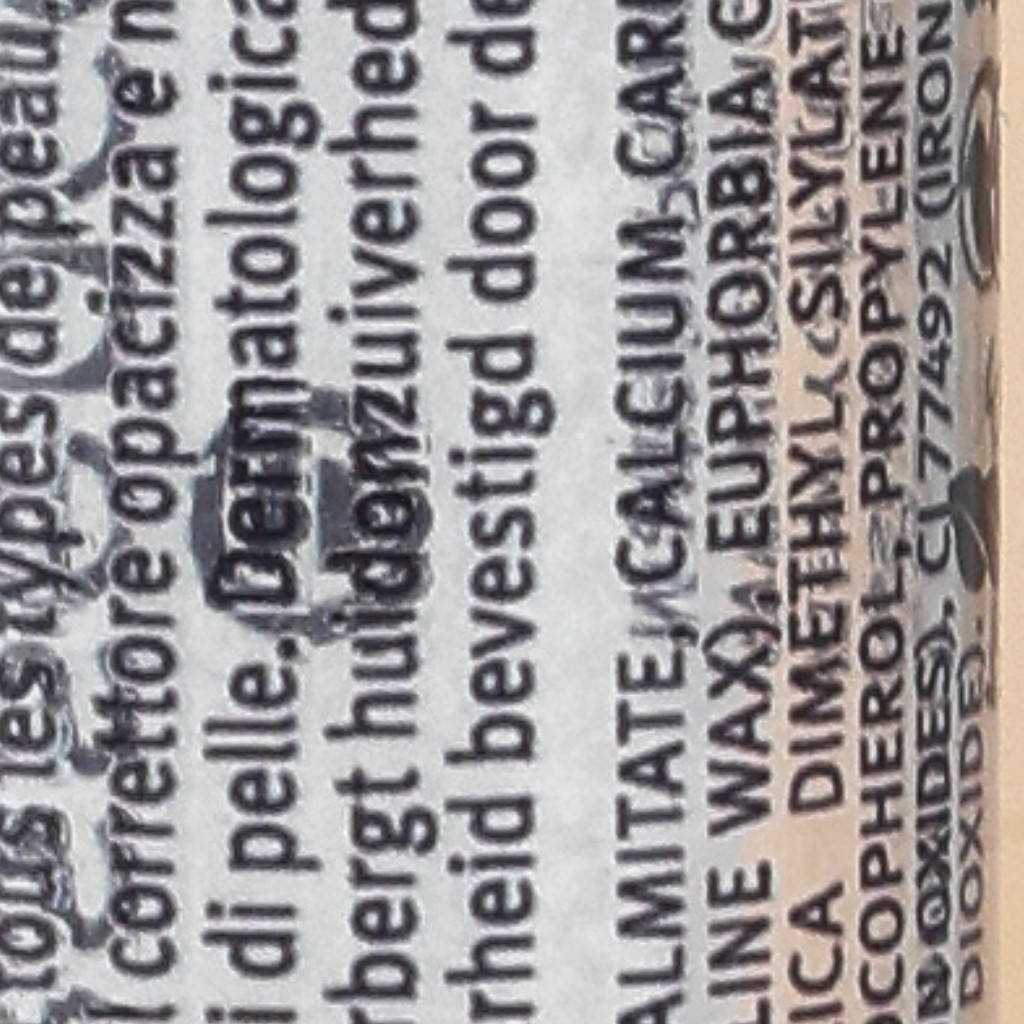 tous les types de peau.
correttore opacizza e
di pelle. Dermatologica
rbergt huidonzuiverhed
rheid bevestigd door de
ALMITATE, CALCIUM CAR
LINE WAX), EUPHORBIA
ICA DIMETHYL SILYLAT
OCOPHEROL, PROPYLENE
N OXIDES), CI 77492 (IRON
DIOXIDE).